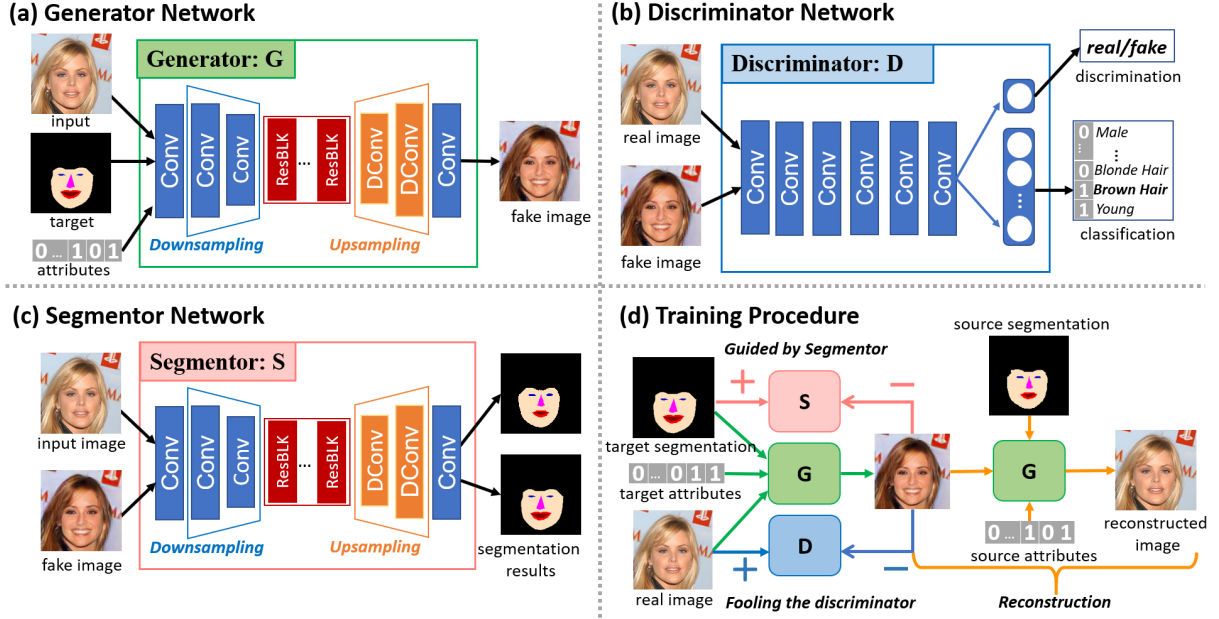 (a) Generator Network
Generator: G
input
target
0 ... 1 0 1
attributes
Conv
Conv
Conv
Downsampling
ResBLK
...
ResBLK
DConv
DConv
Conv
Upsampling
fake image
(b) Discriminator Network
Discriminator: D
real image
fake image
Conv
Conv
Conv
Conv
Conv
Conv
...
real/fake
discrimination
0 Male
... ...
0 Blonde Hair
1 Brown Hair
1 Young
classification
(c) Segmentor Network
Segmentor: S
input image
fake image
Conv
Conv
Conv
Downsampling
ResBLK
...
ResBLK
DConv
DConv
Conv
Upsampling
segmentation
results
(d) Training Procedure
Guided by Segmentor
source segmentation
+
S
−
target segmentation
0 ... 0 1 1
target attributes
G
G
real image
+
D
−
0 ... 1 0 1
source attributes
reconstructed
image
Fooling the discriminator
Reconstruction